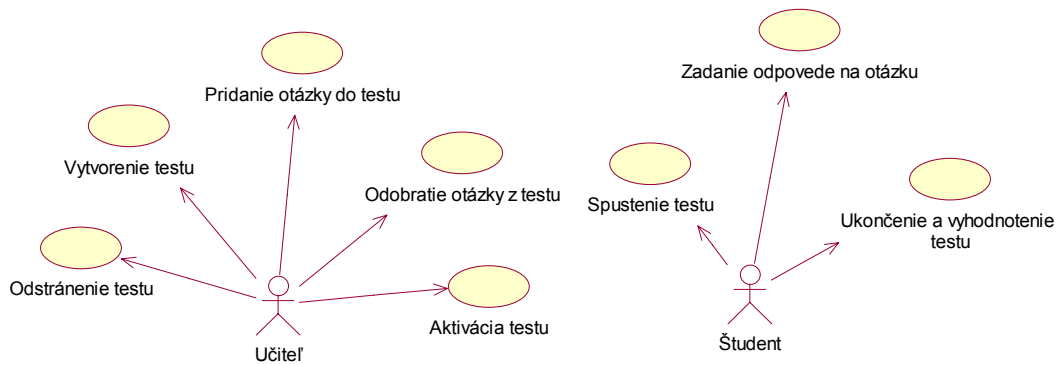 Pridanie otázky do testu
Vytvorenie testu
Odobratie otázky z testu
Odstránenie testu
Aktivácia testu
Učiteľ
Zadanie odpovede na otázku
Spustenie testu
Ukončenie a vyhodnotenie
testu
Študent